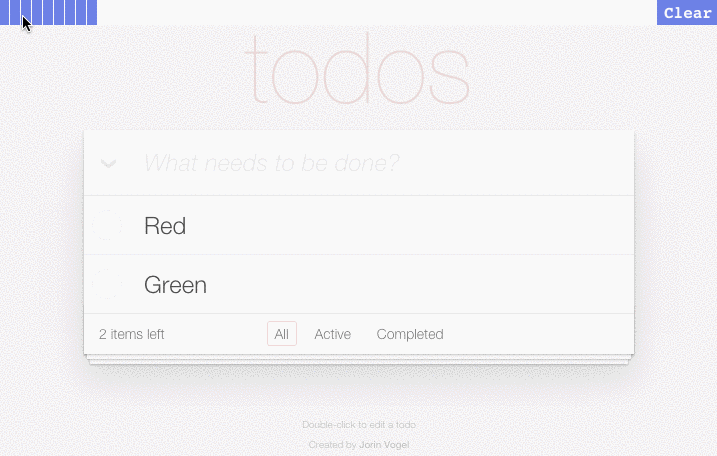 Clear
todos
What needs to be done?
Red
Green
2 items left All Active Completed
Double-click to edit a todo
Created by Jorin Vogel